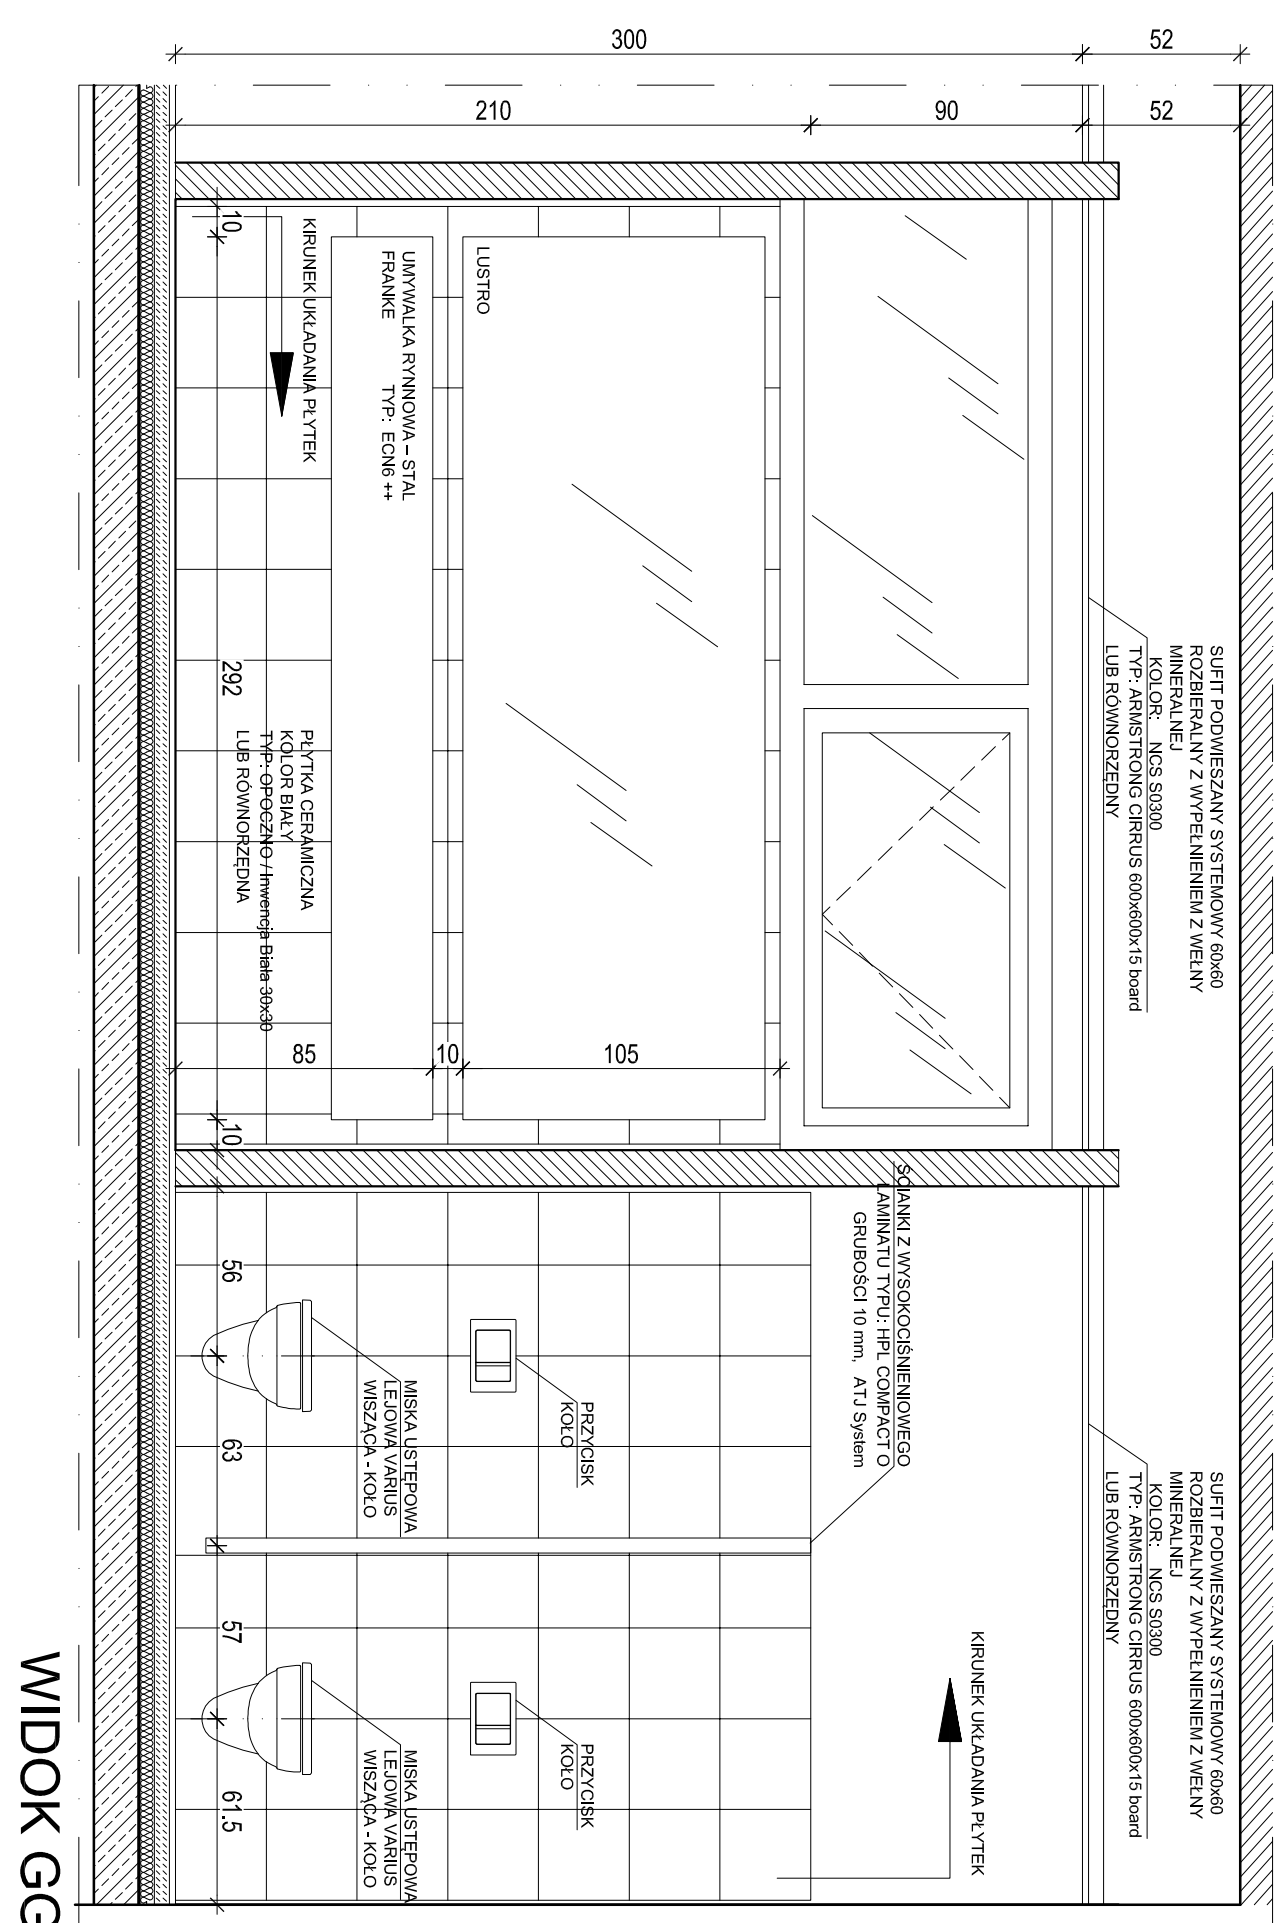 300
52
210
90
52
SUFIT PODWIESZANY SYSTEMOWY 60x60
ROZBIERALNY Z WYPEŁNIENIEM Z WEŁNY
MINERALNEJ
KOLOR: NCS S0300
TYP: ARMSTRONG CIRRUS 600x600x15 board
LUB RÓWNORZĘDNY
SUFIT PODWIESZANY SYSTEMOWY 60x60
ROZBIERALNY Z WYPEŁNIENIEM Z WEŁNY
MINERALNEJ
KOLOR: NCS S0300
TYP: ARMSTRONG CIRRUS 600x600x15 board
LUB RÓWNORZĘDNY
LUSTRO
UMYWALKA RYNNOWA – STAL
FRANKE TYP: ECN6 ++
KIRUNEK UKŁADANIA PŁYTEK
PŁYTKA CERAMICZNA
KOLOR BIAŁY
TYP: OPOCZNO / Inwencja Biała 30x30
LUB RÓWNORZĘDNA
85
10
105
10
292
10
ŚCIANKI Z WYSOKOCIŚNIENIOWEGO
LAMINATU TYPU: HPL COMPACT O
GRUBOŚCI 10 mm, ATJ System
KIRUNEK UKŁADANIA PŁYTEK
PRZYCISK
KOŁO
PRZYCISK
KOŁO
MISKA USTĘPOWA
LEJOWA VARIUS
WISZĄCA - KOŁO
MISKA USTĘPOWA
LEJOWA VARIUS
WISZĄCA - KOŁO
56
63
57
61.5
WIDOK GG